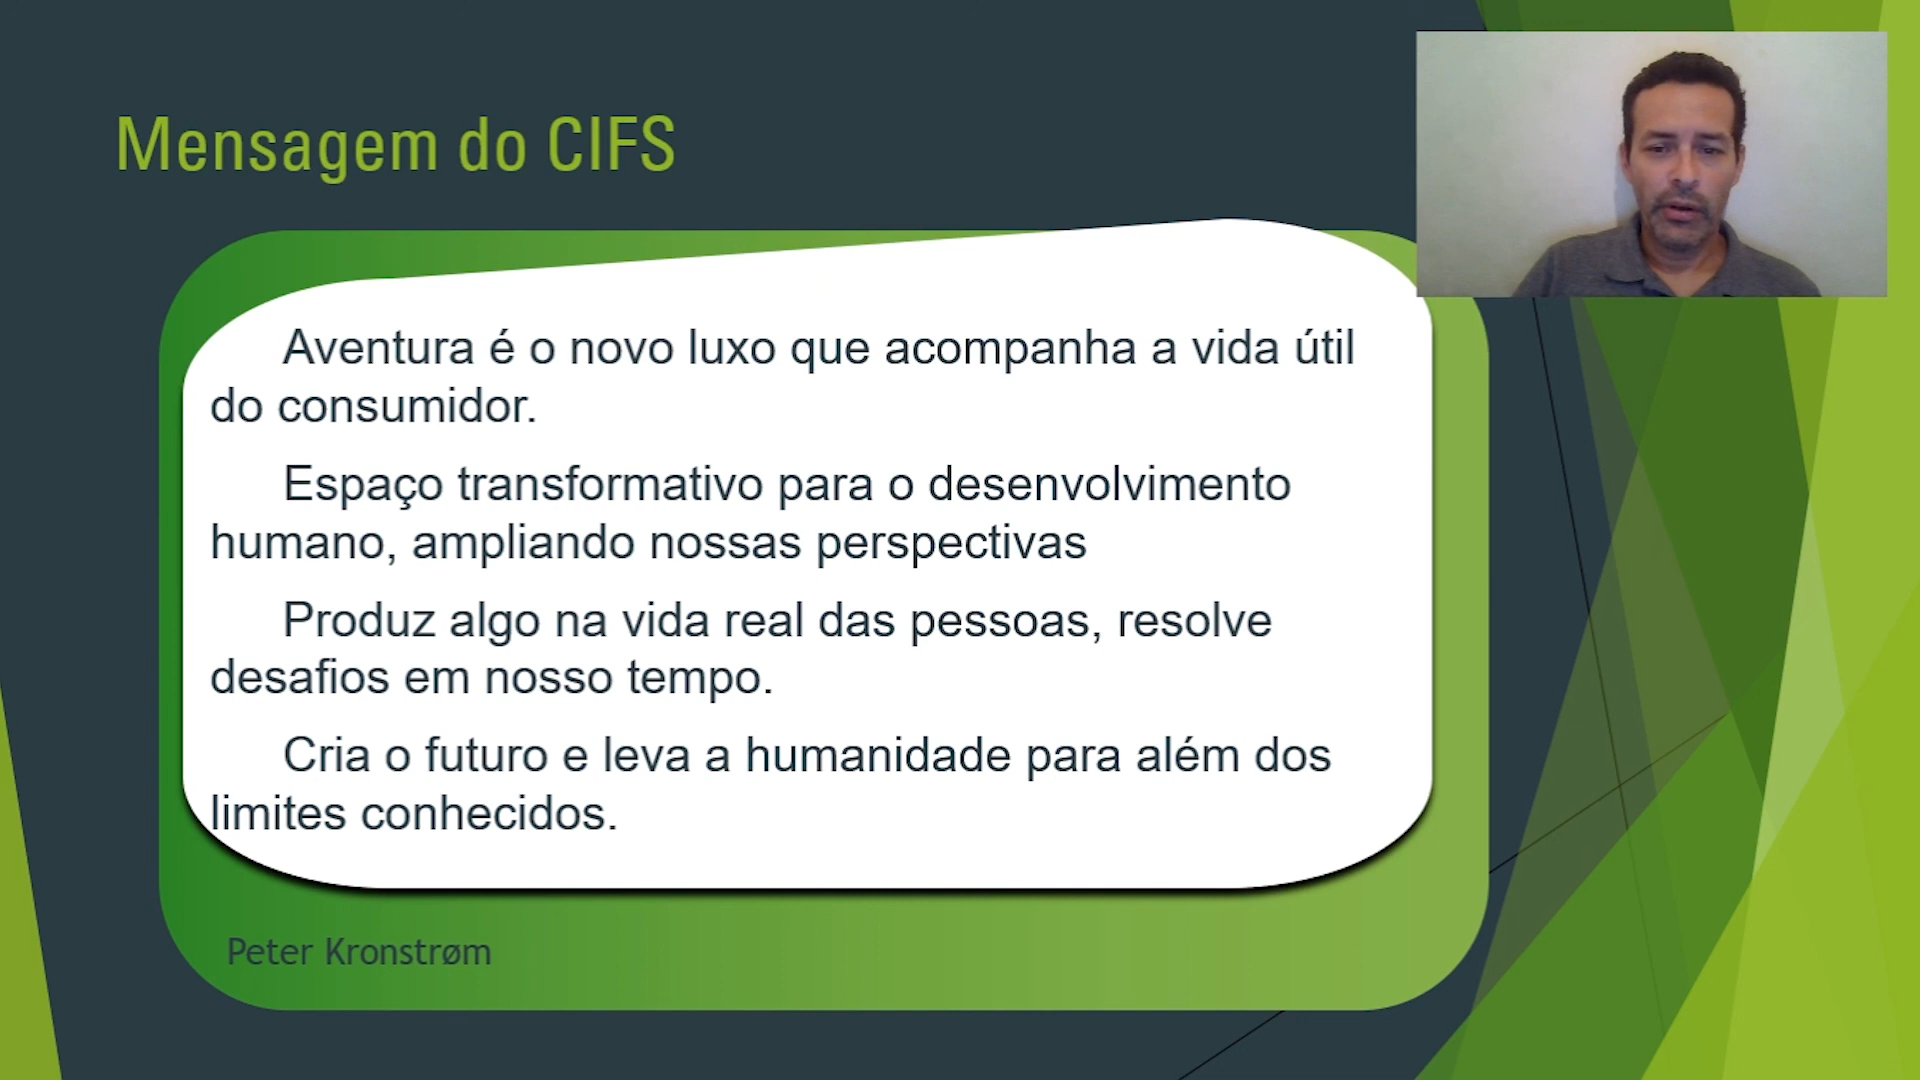 Mensagem do CIFS
Aventura é o novo luxo que acompanha a vida útil
do consumidor.
Espaço transformativo para o desenvolvimento
humano, ampliando nossas perspectivas
Produz algo na vida real das pessoas, resolve
desafios em nosso tempo.
Cria o futuro e leva a humanidade para além dos
limites conhecidos.
Peter Kronstrøm